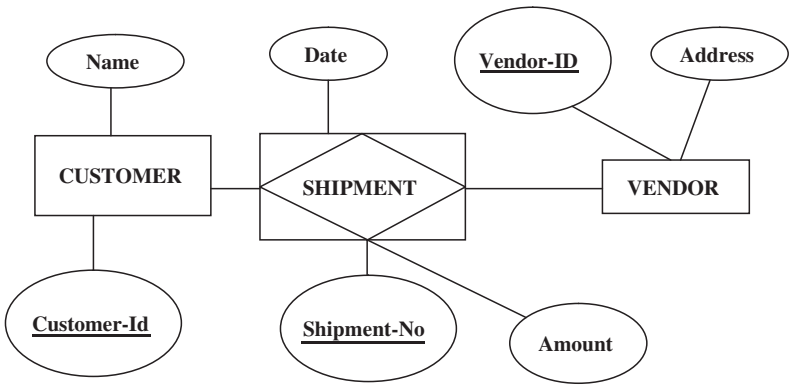 Name
Date
Vendor-ID
Address
CUSTOMER
SHIPMENT
VENDOR
Customer-Id
Shipment-No
Amount